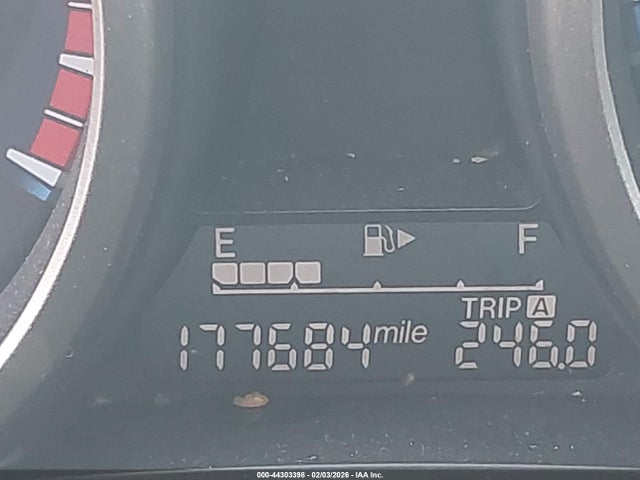 E F
TRIP A
177684 mile 246.0
000-44303398 - 02/03/2026 - IAA Inc.